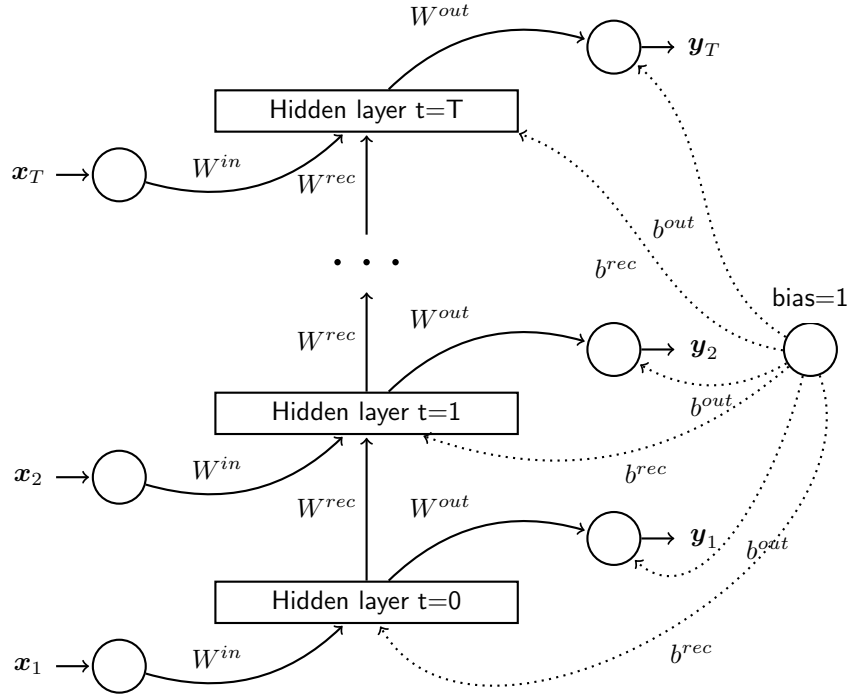 W^{out}
y_T
Hidden layer t=T
x_T
W^{in}
W^{rec}
b^{out}
b^{rec}
. . .
bias=1
W^{rec}
W^{out}
y_2
Hidden layer t=1
b^{out}
x_2
W^{in}
b^{rec}
W^{rec}
W^{out}
y_1
b^{out}
Hidden layer t=0
x_1
W^{in}
b^{rec}